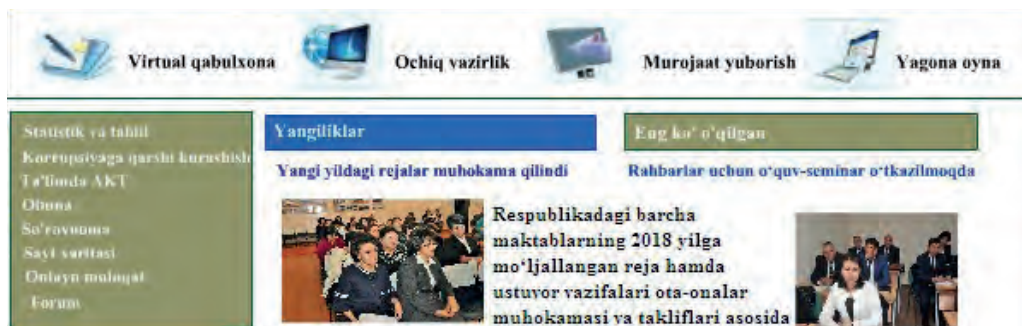 Virtual qabulxona
Ochiq vazirlik
Murojaat yuborish
Yagona oyna
Statistik va tahlil
Korrupsiyaga qarshi kurashish
Ta'limda AKT
Obuna
So'rovnoma
Sayt xaritasi
Onlayn muloqat
Forum
Yangiliklar
Yangi yildagi rejalar muhokama qilindi
Respublikadagi barcha
maktablarning 2018 yilga
mo‘ljallangan reja hamda
ustuvor vazifalari ota-onalar
muhokamasi va takliflari asosida
Eng ko‘ o‘qilgan
Rahbarlar uchun o‘quv-seminar o‘tkazilmoqda